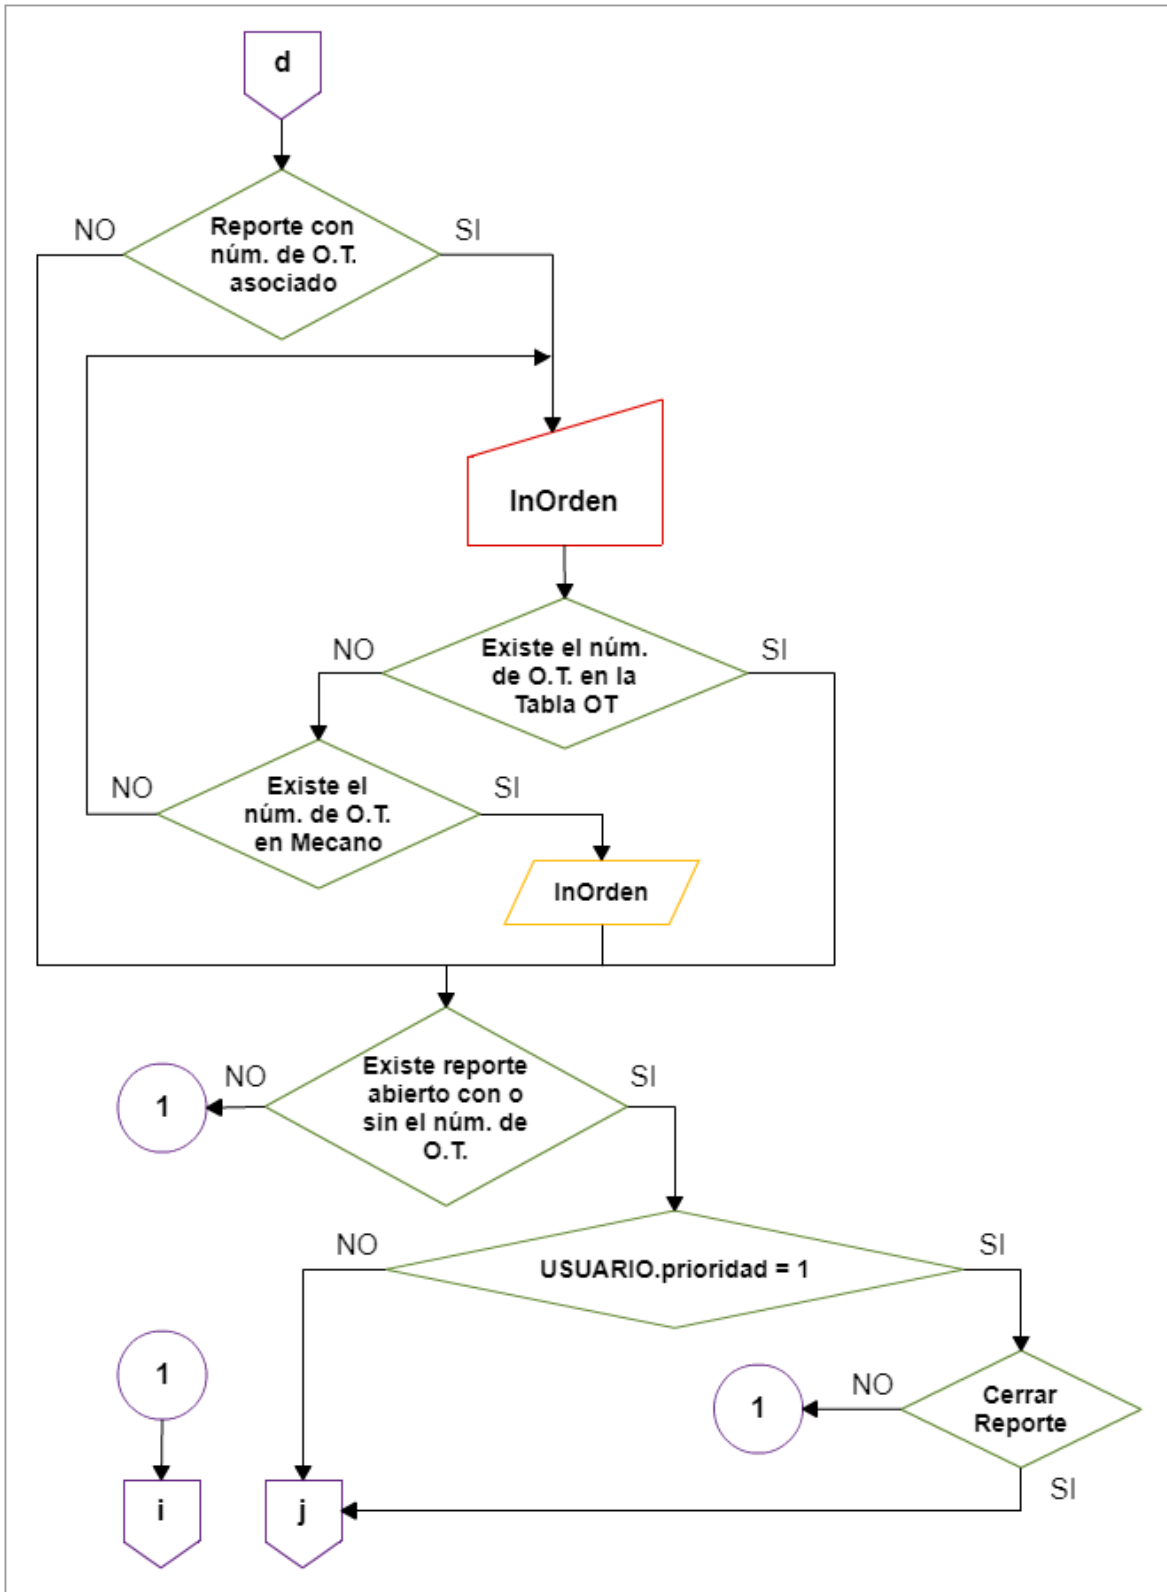 d
NO
SI
Reporte con
núm. de O.T.
asociado
InOrden
NO
SI
Existe el núm.
de O.T. en la
Tabla OT
NO
SI
Existe el
núm. de O.T.
en Mecano
InOrden
1
NO
SI
Existe reporte
abierto con o
sin el núm. de
O.T.
NO
SI
USUARIO.prioridad = 1
1
1
NO
Cerrar
Reporte
SI
i
j